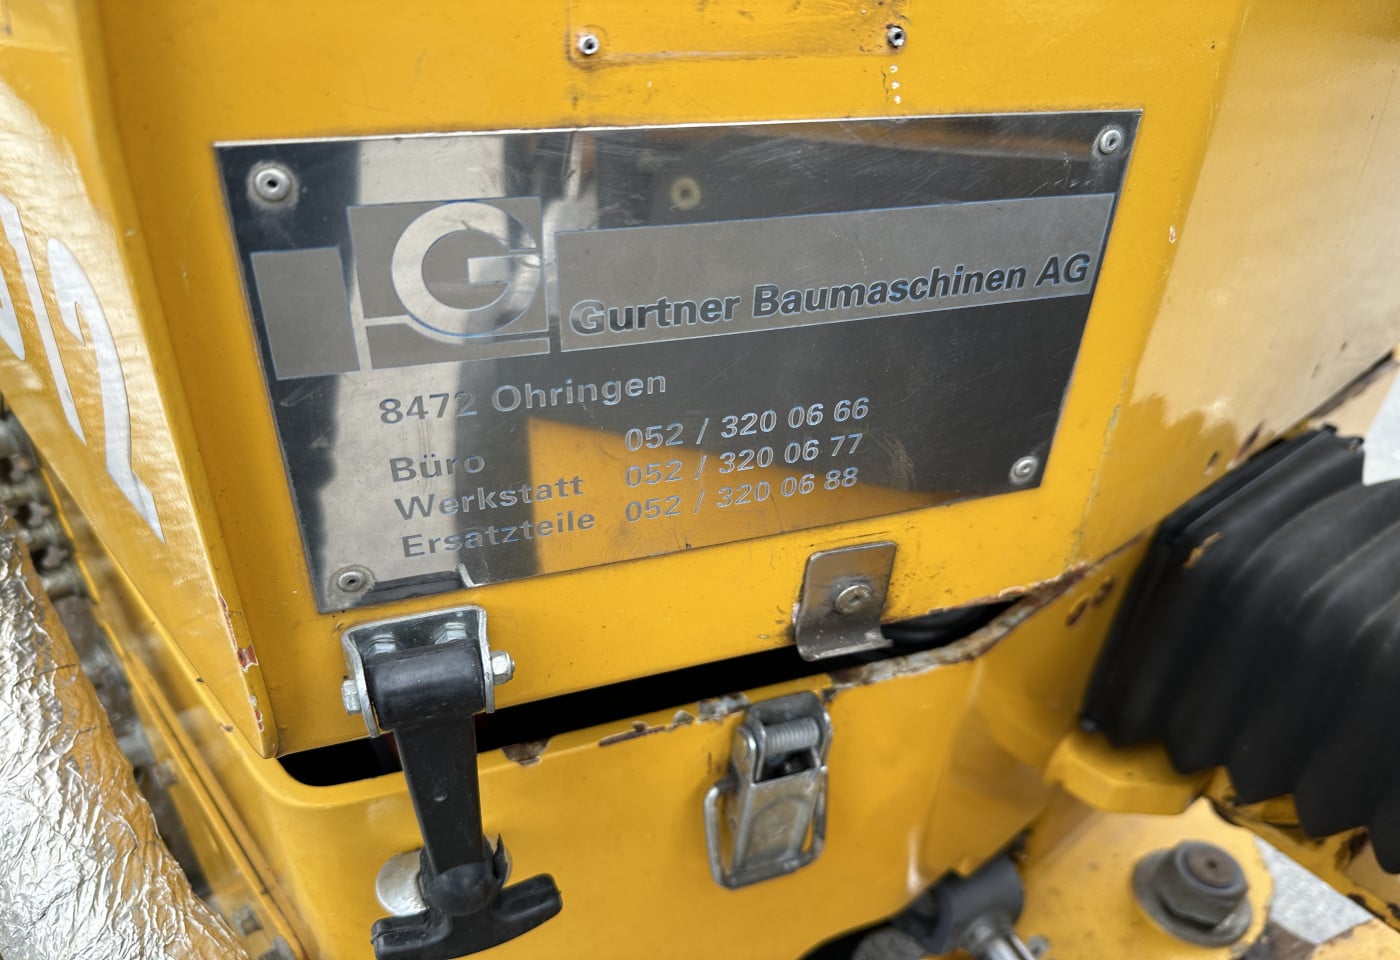 G
Gurtner Baumaschinen AG
8472 Ohringen
Büro 052 / 320 06 66
Werkstatt 052 / 320 06 77
Ersatzteile 052 / 320 06 88